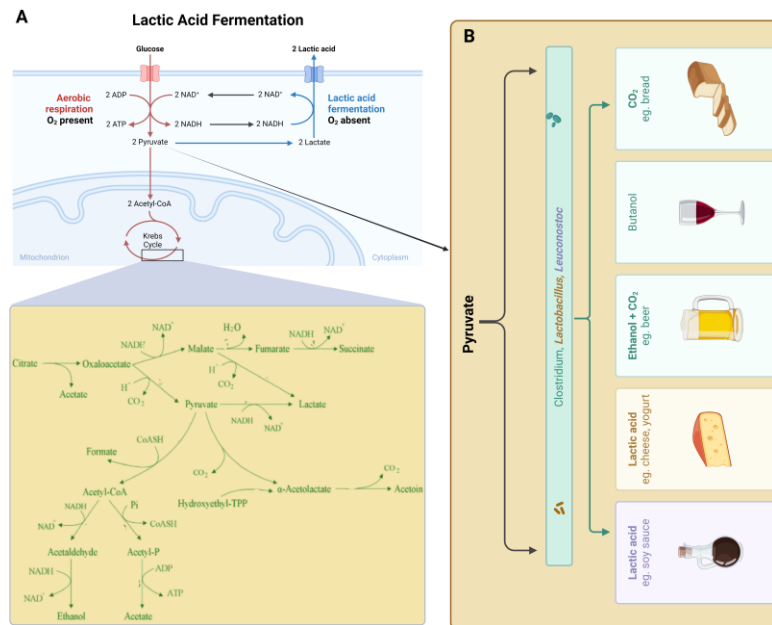 A
Lactic Acid Fermentation
Glucose
2 Lactic acid
2 ADP
2 NAD⁺
2 NAD⁺
Aerobic
respiration
O₂ present
Lactic acid
fermentation
O₂ absent
2 ATP
2 NADH
2 NADH
2 Pyruvate
2 Lactate
2 Acetyl-CoA
Krebs
Cycle
Mitochondrion
Cytoplasm
NAD⁺
H₂O
NADH
NAD⁺
NADH
Malate
Fumarate
Succinate
Citrate
Oxaloacetate
H⁺
H⁺
CO₂
Acetate
CO₂
Pyruvate
Lactate
NADH
NAD⁺
CoASH
Formate
CO₂
CO₂
Acetyl-CoA
Hydroxyethyl-TPP
α-Acetolactate
Acetoin
NADH
Pi
NAD⁺
CoASH
Acetaldehyde
Acetyl-P
NADH
ADP
NAD⁺
ATP
Ethanol
Acetate
B
Pyruvate
Clostridium, Lactobacillus, Leuconostoc
CO₂
eg. bread
Butanol
Ethanol + CO₂
eg. beer
Lactic acid
eg. cheese, yogurt
Lactic acid
eg. soy sauce